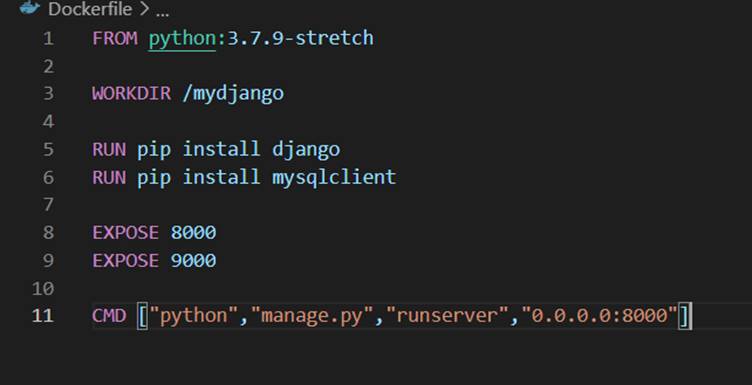 Dockerfile > ...
1 FROM python:3.7.9-stretch
2
3 WORKDIR /mydjango
4
5 RUN pip install django
6 RUN pip install mysqlclient
7
8 EXPOSE 8000
9 EXPOSE 9000
10
11 CMD ["python","manage.py","runserver","0.0.0.0:8000"]